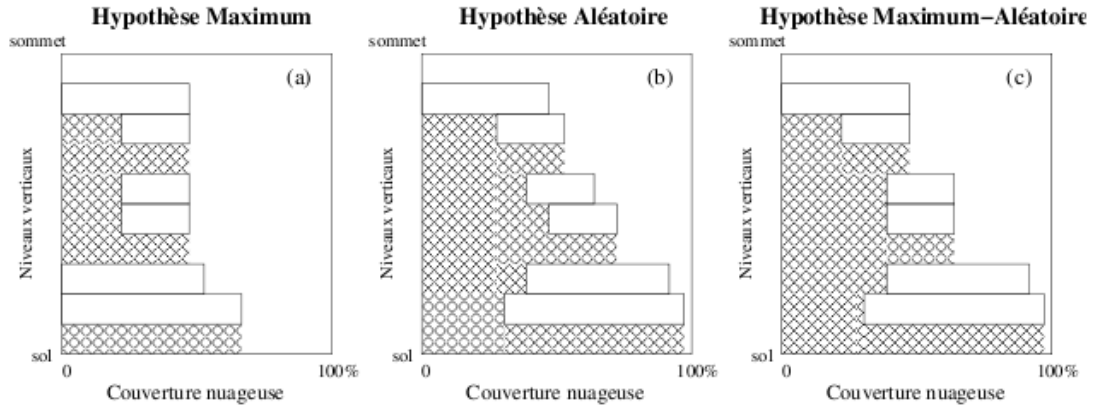 Hypothèse Maximum
sommet
(a)
Niveaux verticaux
sol
0
100%
Couverture nuageuse
Hypothèse Aléatoire
sommet
(b)
Niveaux verticaux
sol
0
100%
Couverture nuageuse
Hypothèse Maximum-Aléatoire
sommet
(c)
Niveaux verticaux
sol
0
100%
Couverture nuageuse